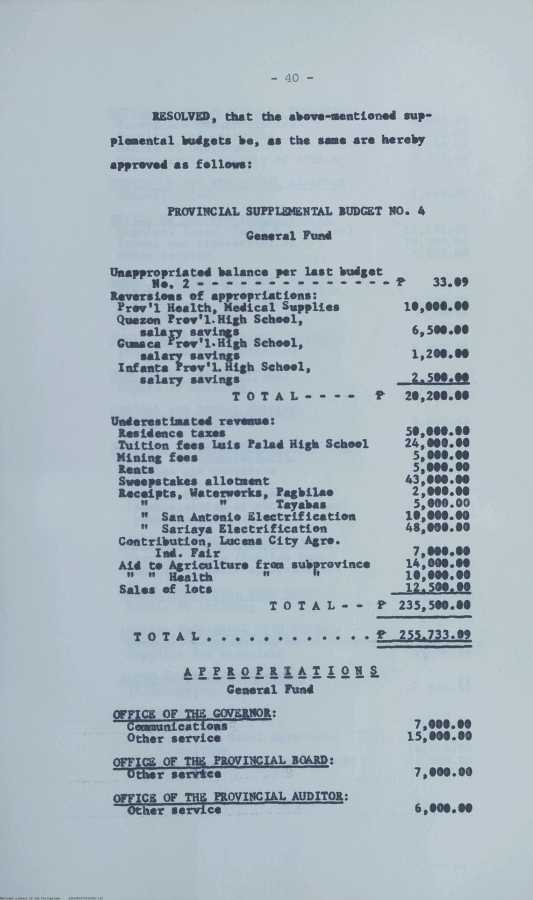 - 40 -
RESOLVED, that the above-mentioned sup-
plemental budgets be, as the same are hereby
approved as follows:
PROVINCIAL SUPPLEMENTAL BUDGET NO. 4
General Fund
Unappropriated balance per last budget
No. 2 - - - - - - - - - - - - - - ₱ 33.09
Reversions of appropriations:
Prov'l Health, Medical Supplies 10,000.00
Quezon Prov'l.High School,
salary savings 6,500.00
Gumaca Prov'l.High School,
salary savings 1,200.00
Infanta Prov'l.High School,
salary savings 2,500.00
T O T A L - - - - ₱ 20,200.00
Underestimated revenue:
Residence taxes 50,000.00
Tuition fees Luis Palad High School 24,000.00
Mining fees 5,000.00
Rents 5,000.00
Sweepstakes allotment 43,000.00
Receipts, Waterworks, Pagbilao 2,000.00
" " Tayabas 5,000.00
" San Antonio Electrification 10,000.00
" Sariaya Electrification 48,000.00
Contribution, Lucena City Agro.
Ind. Fair 7,000.00
Aid to Agriculture from subprovince 14,000.00
" " Health " " 10,000.00
Sales of lots 12,500.00
T O T A L - - ₱ 235,500.00
T O T A L . . . . . . . . . . . . ₱ 255,733.09
A P P R O P R I A T I O N S
General Fund
OFFICE OF THE GOVERNOR:
Communications 7,000.00
Other service 15,000.00
OFFICE OF THE PROVINCIAL BOARD:
Other service 7,000.00
OFFICE OF THE PROVINCIAL AUDITOR:
Other service 6,000.00